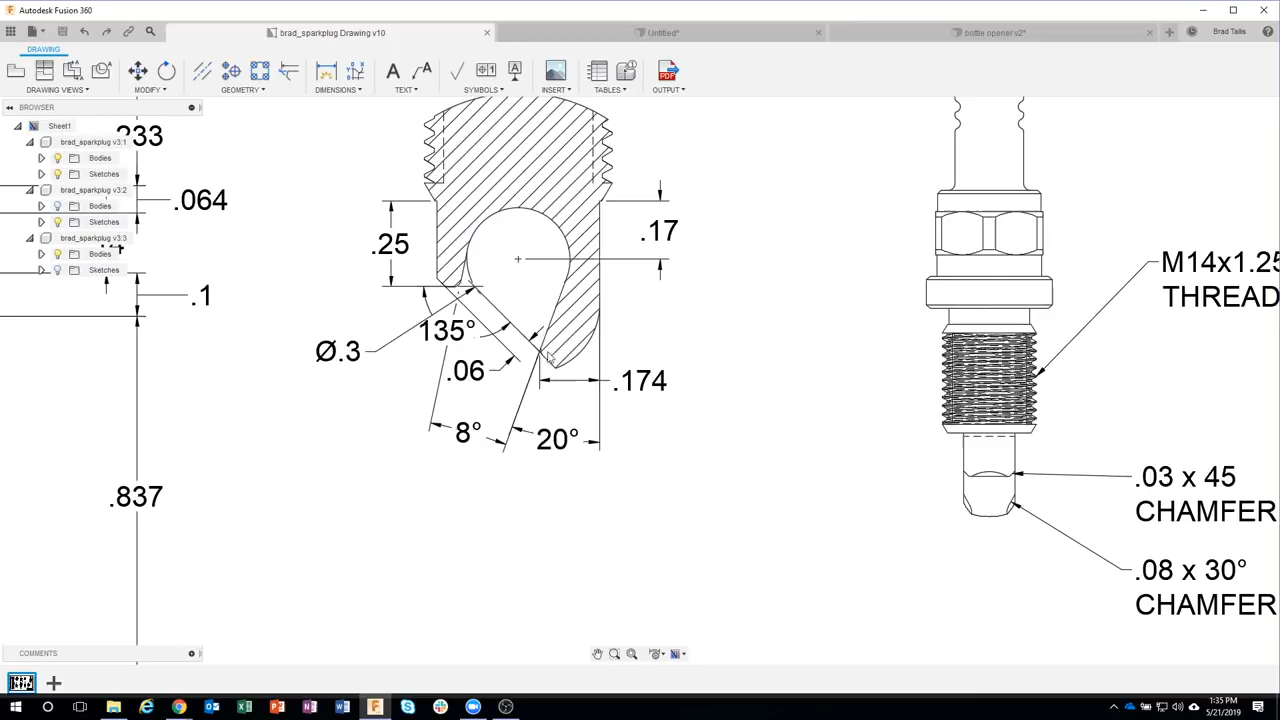 Autodesk Fusion 360
brad_sparkplug Drawing v10
Untitled*
bottle opener v2*
Brad Tallis
DRAWING
DRAWING VIEWS
MODIFY
GEOMETRY
DIMENSIONS
TEXT
SYMBOLS
INSERT
TABLES
OUTPUT
BROWSER
Sheet1
brad_sparkplug v3:1
Bodies
Sketches
brad_sparkplug v3:2
Bodies
Sketches
brad_sparkplug v3:3
Bodies
Sketches
.233
.064
.1
.837
.25
.17
135°
Ø.3
.06
.174
8°
20°
M14x1.25
THREAD
.03 x 45
CHAMFER
.08 x 30°
CHAMFER
COMMENTS
PDF
1:35 PM
5/21/2019